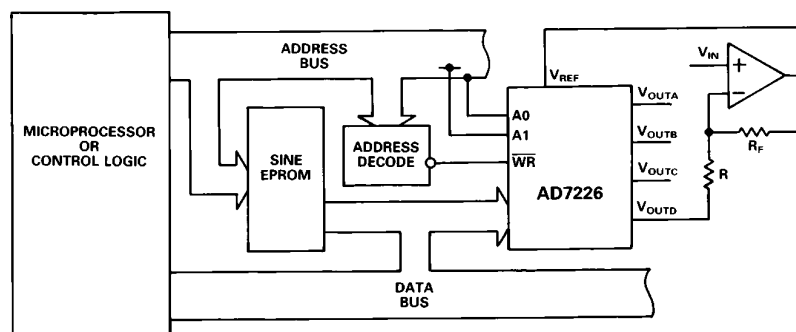 MICROPROCESSOR
OR
CONTROL LOGIC
ADDRESS
BUS
SINE
EPROM
ADDRESS
DECODE
VREF
A0
A1
WR
AD7226
VOUTA
VOUTB
VOUTC
VOUTD
VIN
+
−
RF
R
DATA
BUS